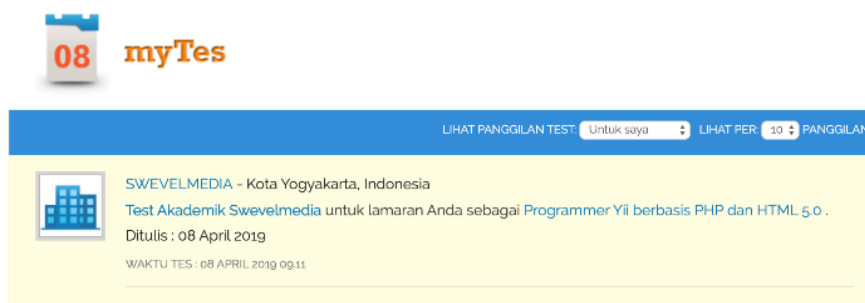 08 myTes
LIHAT PANGGILAN TEST: Untuk saya LIHAT PER: 10 PANGGILAN
SWEVELMEDIA - Kota Yogyakarta, Indonesia
Test Akademik Swevelmedia untuk lamaran Anda sebagai Programmer Yii berbasis PHP dan HTML 5.0 .
Ditulis : 08 April 2019
WAKTU TES : 08 APRIL 2019 09.11